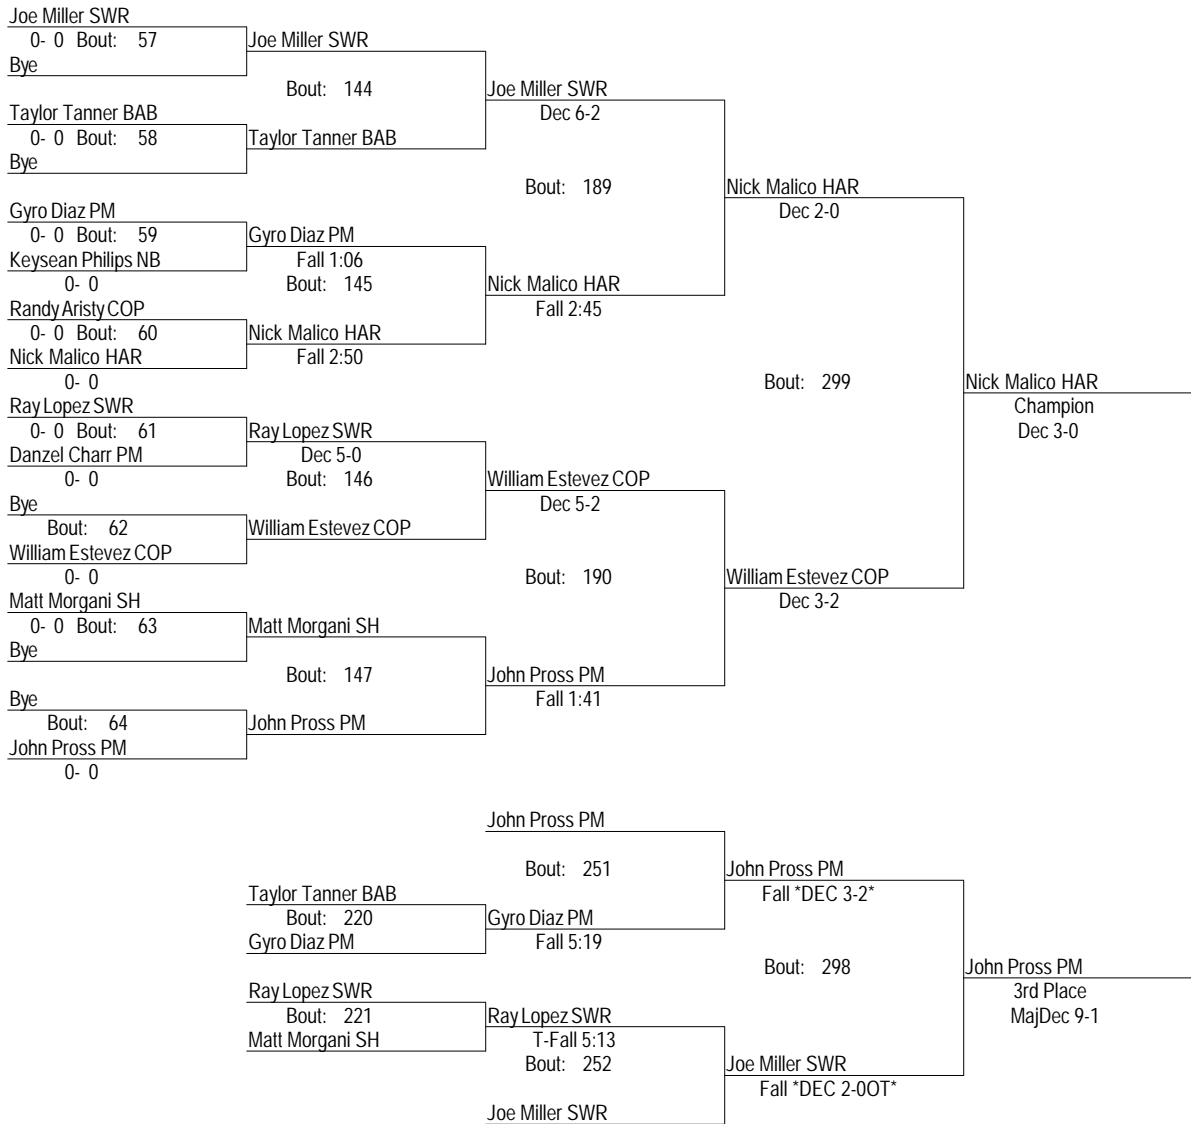 Joe Miller SWR
0- 0 Bout: 57
Joe Miller SWR
Bye
Bout: 144
Joe Miller SWR
Dec 6-2
Taylor Tanner BAB
0- 0 Bout: 58
Taylor Tanner BAB
Bye
Bout: 189
Nick Malico HAR
Dec 2-0
Gyro Diaz PM
0- 0 Bout: 59
Gyro Diaz PM
Fall 1:06
Keysean Philips NB
0- 0
Bout: 145
Nick Malico HAR
Fall 2:45
Randy Aristy COP
0- 0 Bout: 60
Nick Malico HAR
Fall 2:50
Nick Malico HAR
0- 0
Bout: 299
Nick Malico HAR
Champion
Dec 3-0
Ray Lopez SWR
0- 0 Bout: 61
Ray Lopez SWR
Dec 5-0
Danzel Charr PM
0- 0
Bout: 146
William Estevez COP
Dec 5-2
Bye
Bout: 62
William Estevez COP
William Estevez COP
0- 0
Bout: 190
William Estevez COP
Dec 3-2
Matt Morgani SH
0- 0 Bout: 63
Matt Morgani SH
Bye
Bout: 147
John Pross PM
Fall 1:41
Bye
Bout: 64
John Pross PM
John Pross PM
0- 0
John Pross PM
Bout: 251
John Pross PM
Fall *DEC 3-2*
Taylor Tanner BAB
Bout: 220
Gyro Diaz PM
Fall 5:19
Gyro Diaz PM
Bout: 298
John Pross PM
3rd Place
MajDec 9-1
Ray Lopez SWR
Bout: 221
Ray Lopez SWR
T-Fall 5:13
Matt Morgani SH
Bout: 252
Joe Miller SWR
Fall *DEC 2-0OT*
Joe Miller SWR